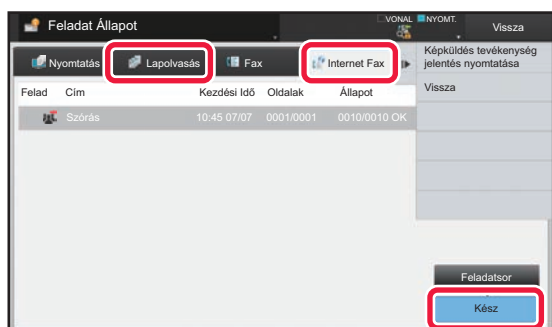 Feladat Állapot
VONAL
NYOMT.
Vissza
Nyomtatás
Lapolvasás
Fax
Internet Fax
Képküldés tevékenység
jelentés nyomtatása
Felad Cím Kezdési Idő Oldalak Állapot
Vissza
Szórás 10:45 07/07 0001/0001 0010/0010 OK
Feladatsor
Kész